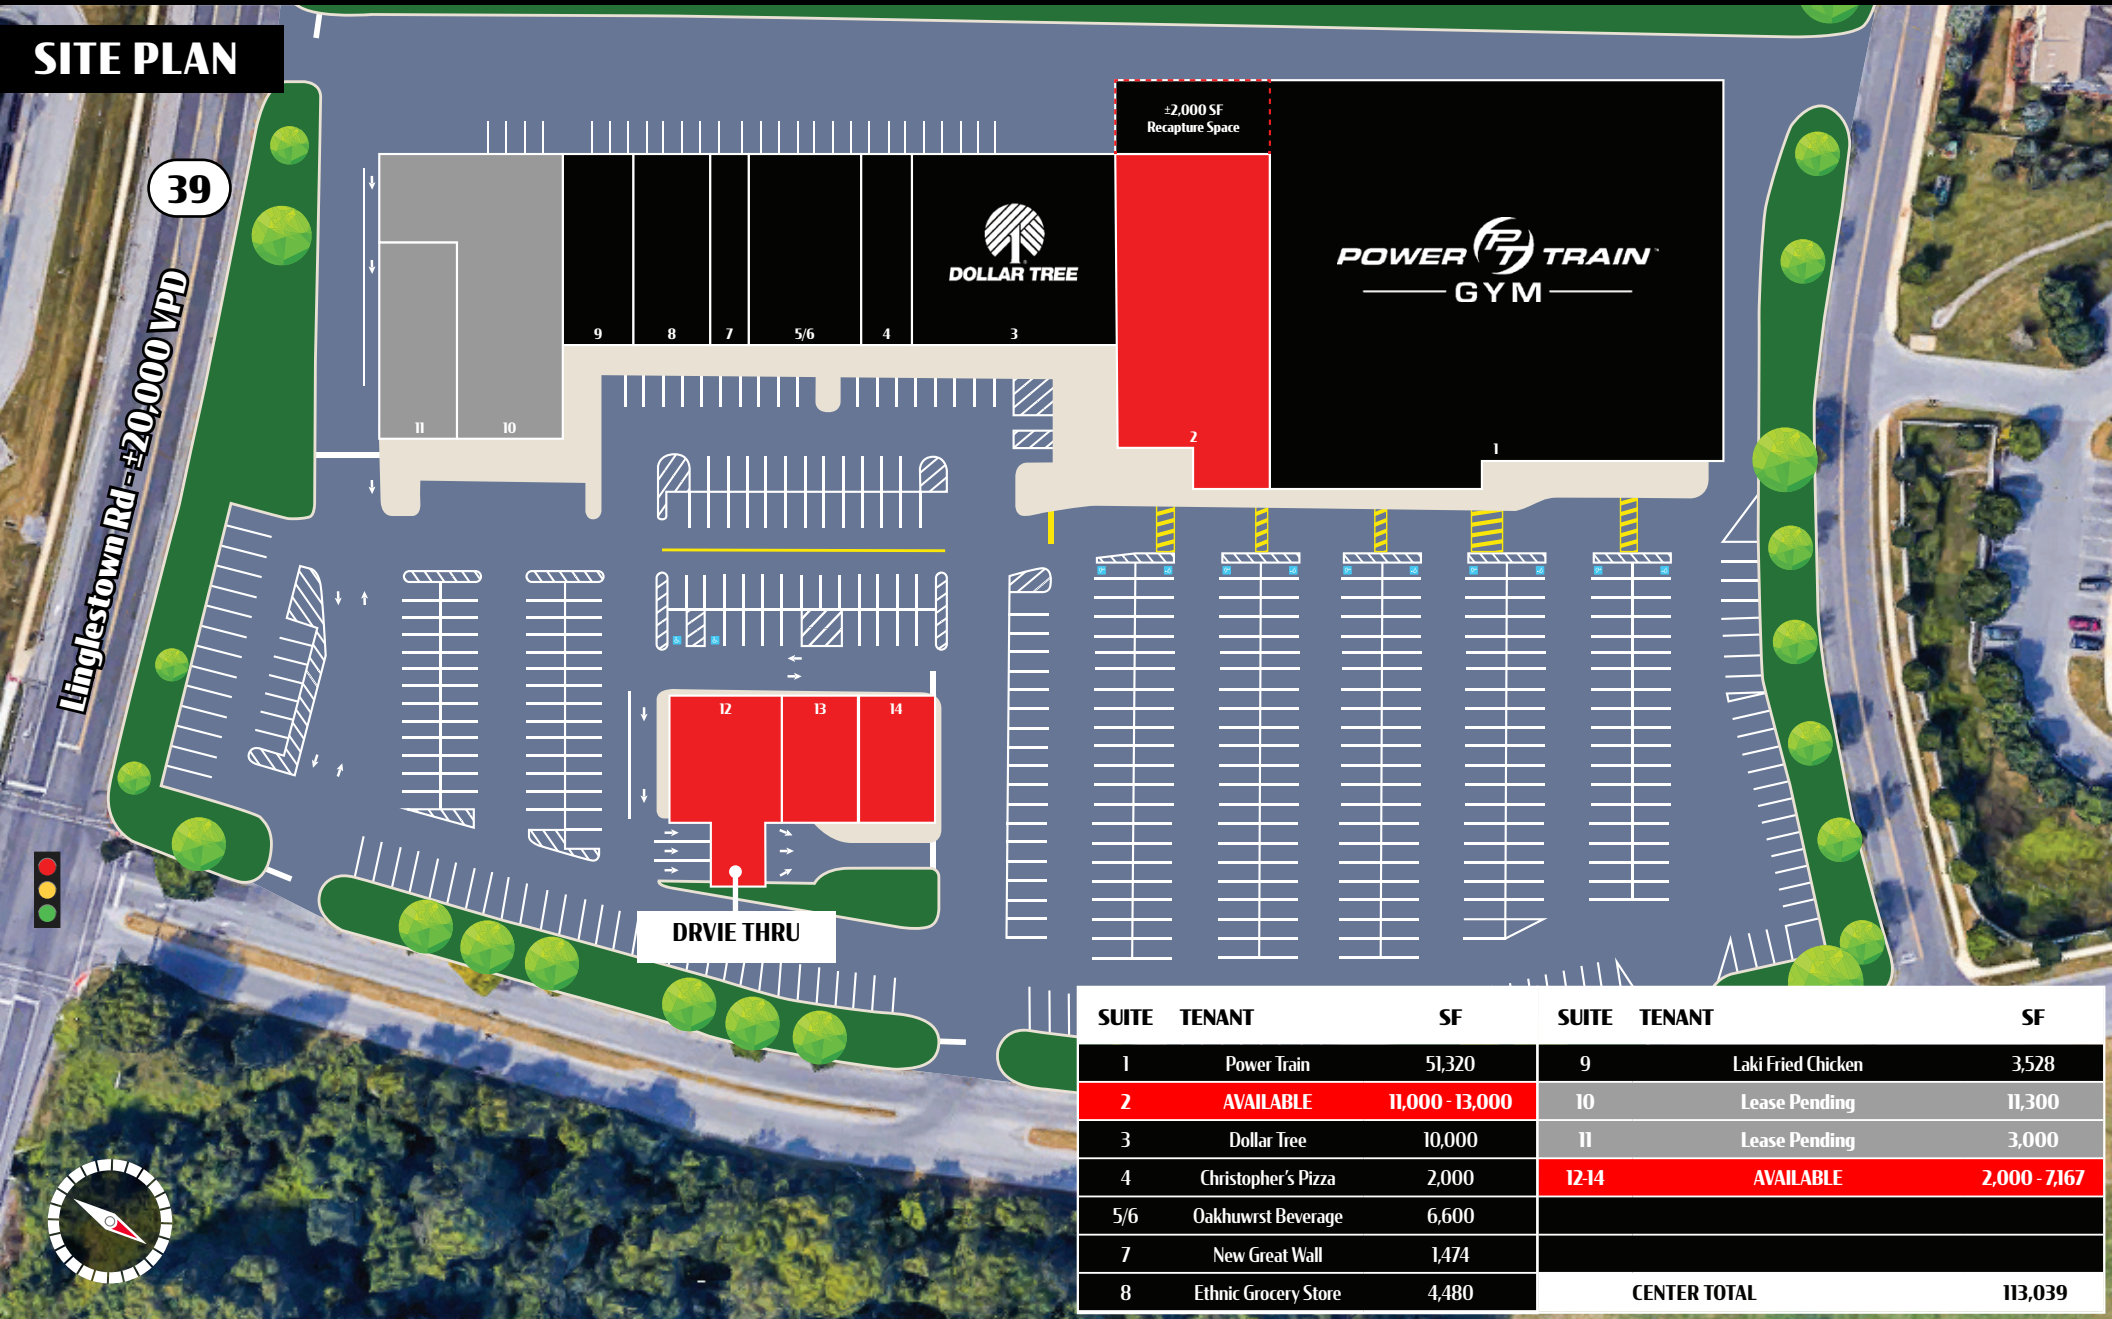 SITE PLAN
39
Linglestown Rd - ±20,000 VPD
±2,000 SF
Recapture Space
DOLLAR TREE
POWER PT TRAIN
GYM
9
8
7
5/6
4
3
11
10
2
1
12
13
14
DRVIE THRU
SUITE TENANT SF SUITE TENANT SF
1 Power Train 51,320 9 Laki Fried Chicken 3,528
2 AVAILABLE 11,000 - 13,000 10 Lease Pending 11,300
3 Dollar Tree 10,000 11 Lease Pending 3,000
4 Christopher's Pizza 2,000 12-14 AVAILABLE 2,000 - 7,167
5/6 Oakhuwrst Beverage 6,600
7 New Great Wall 1,474
8 Ethnic Grocery Store 4,480 CENTER TOTAL 113,039